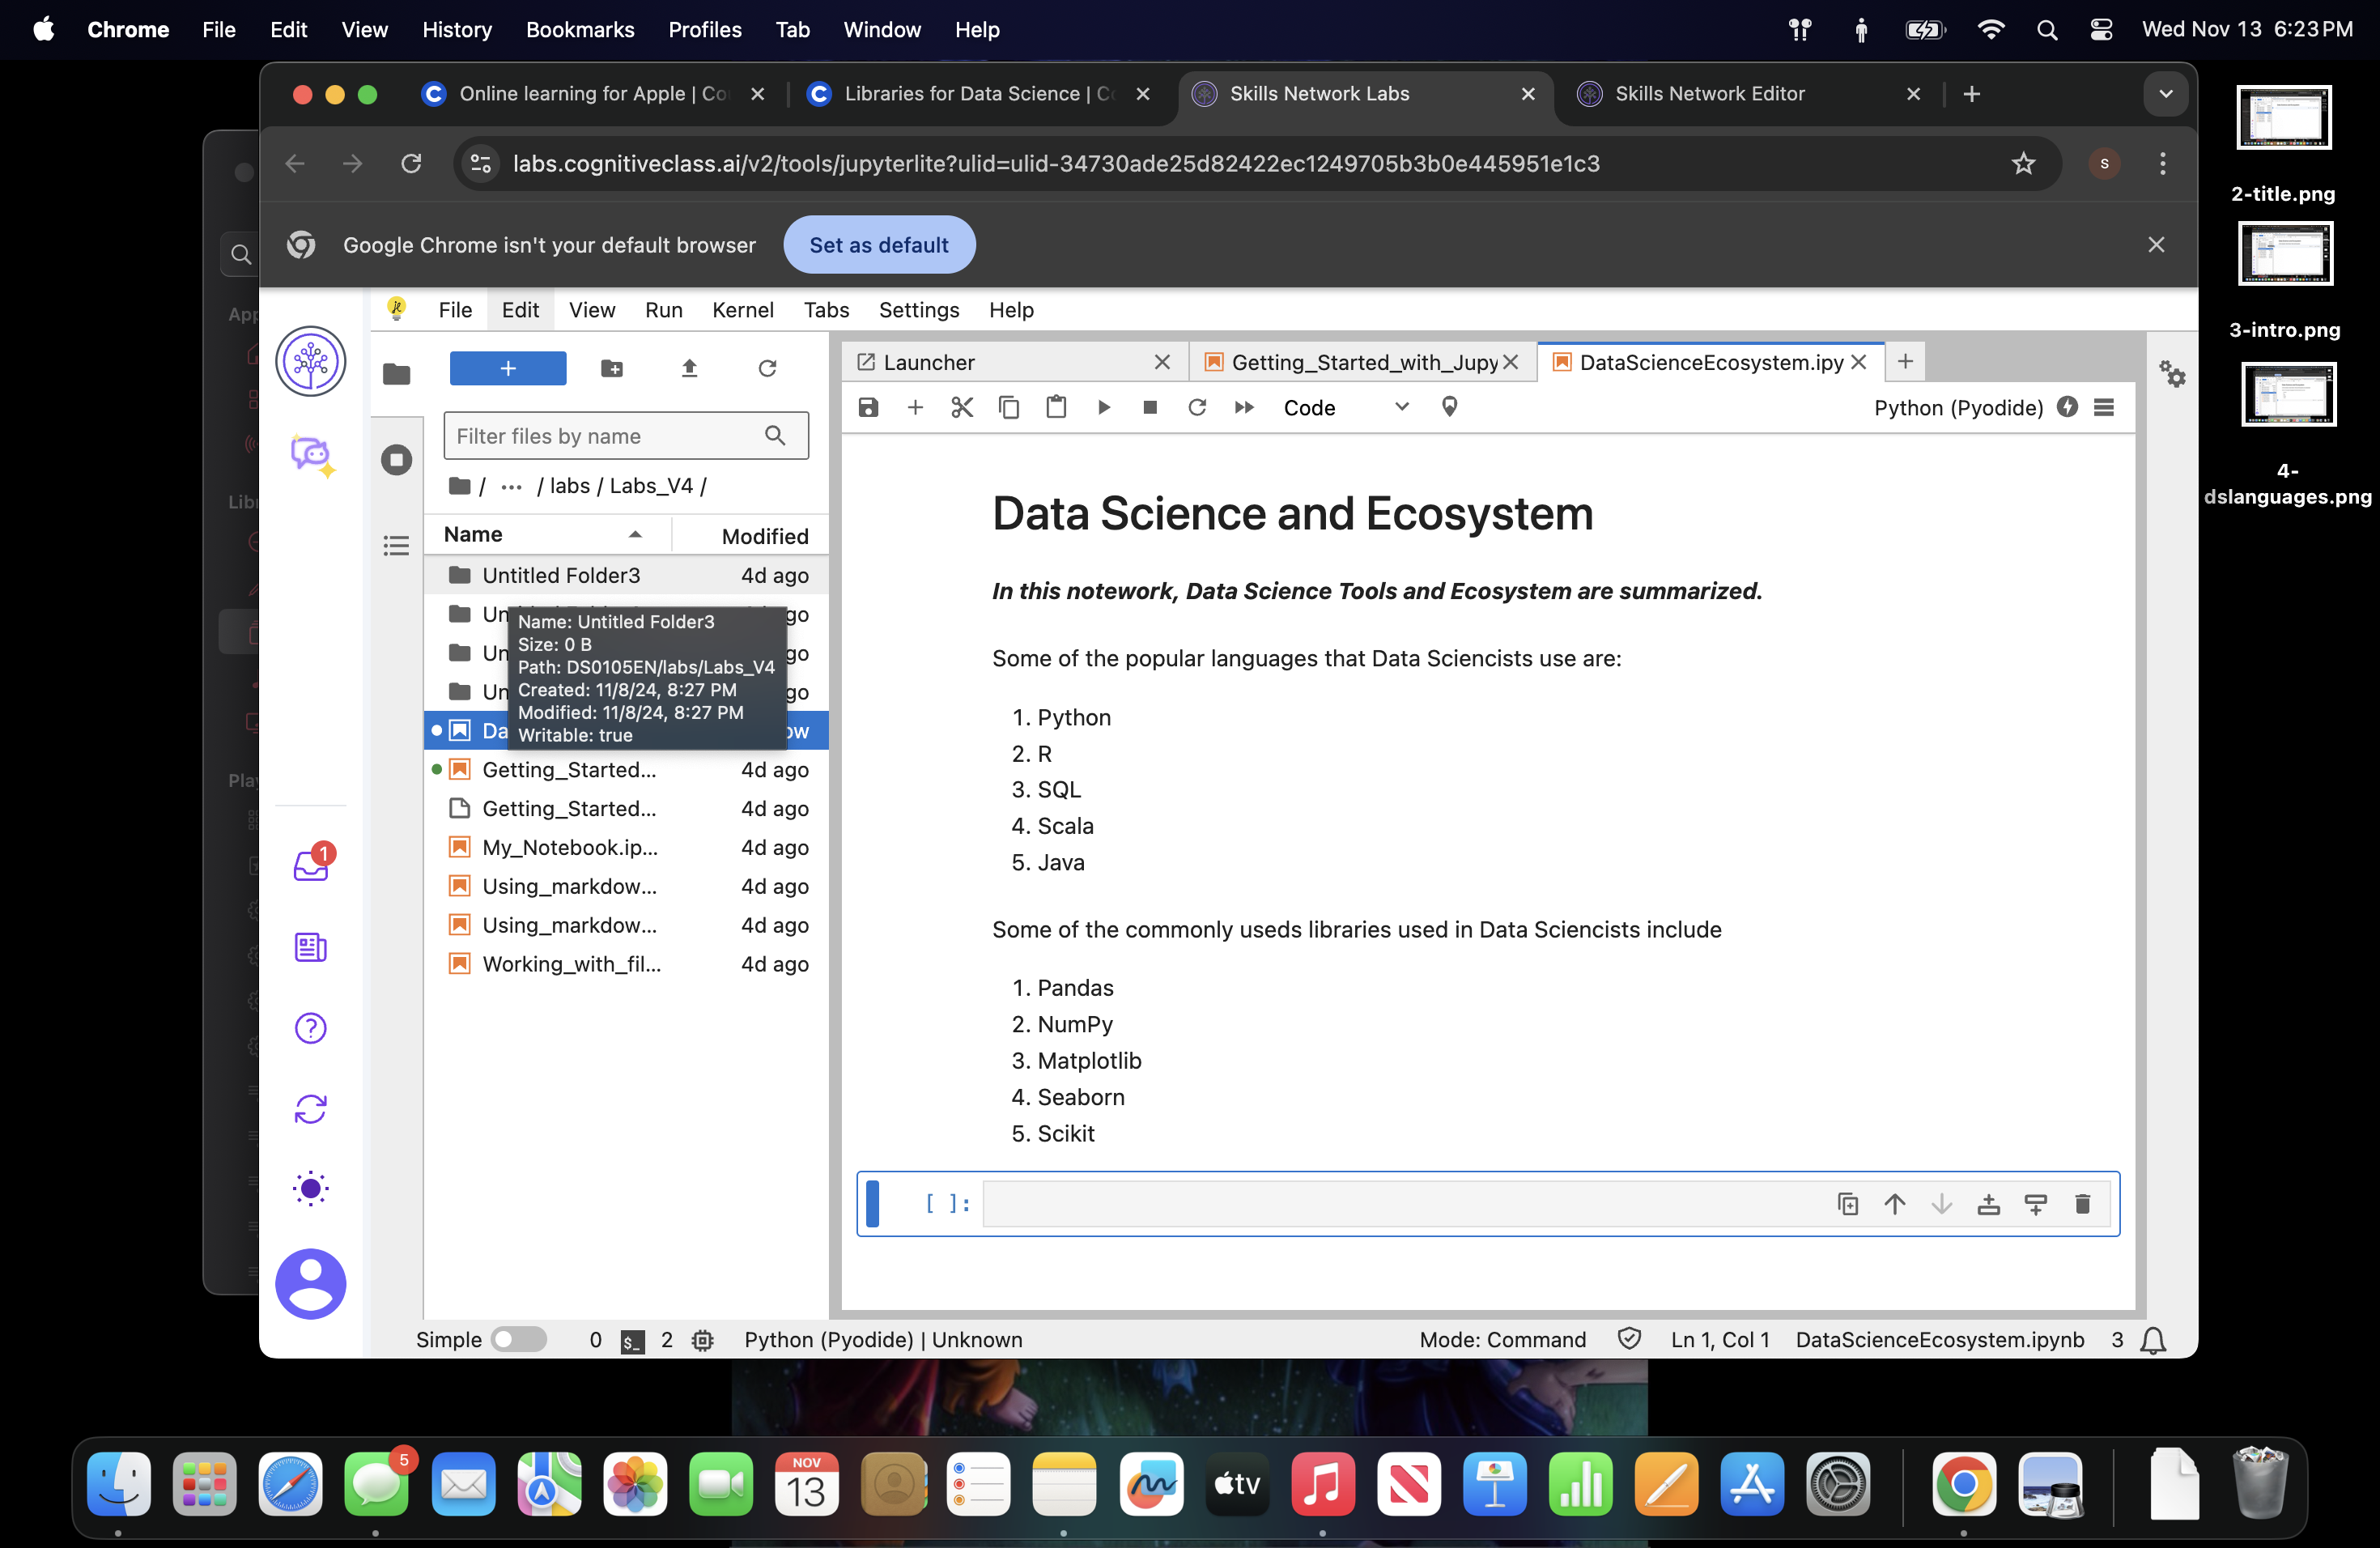 Chrome File Edit View History Bookmarks Profiles Tab Window Help Wed Nov 13 6:23 PM
Online learning for Apple | Co Libraries for Data Science | Co Skills Network Labs Skills Network Editor
labs.cognitiveclass.ai/v2/tools/jupyterlite?ulid=ulid-34730ade25d82422ec1249705b3b0e445951e1c3 s
Google Chrome isn't your default browser Set as default
2-title.png
3-intro.png
4-
dslanguages.png
App
Libr
Play
File Edit View Run Kernel Tabs Settings Help
Launcher Getting_Started_with_Jupy DataScienceEcosystem.ipy
Code Python (Pyodide)
Filter files by name
/ ... / labs / Labs_V4 /
Name Modified
Untitled Folder3 4d ago
Un go
Un go
Un go
Da ow
Name: Untitled Folder3
Size: 0 B
Path: DS0105EN/labs/Labs_V4
Created: 11/8/24, 8:27 PM
Modified: 11/8/24, 8:27 PM
Writable: true
Getting_Started... 4d ago
Getting_Started... 4d ago
My_Notebook.ip... 4d ago
Using_markdow... 4d ago
Using_markdow... 4d ago
Working_with_fil... 4d ago
1
Data Science and Ecosystem
In this notework, Data Science Tools and Ecosystem are summarized.
Some of the popular languages that Data Sciencists use are:
1. Python
2. R
3. SQL
4. Scala
5. Java
Some of the commonly useds libraries used in Data Sciencists include
1. Pandas
2. NumPy
3. Matplotlib
4. Seaborn
5. Scikit
[ ]:
Simple 0 $_ 2 Python (Pyodide) | Unknown Mode: Command Ln 1, Col 1 DataScienceEcosystem.ipynb 3
5
NOV
13
tv